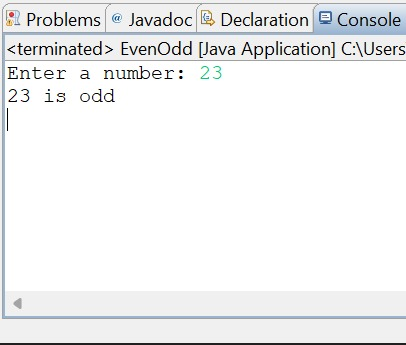 Problems @ Javadoc Declaration Console
<terminated> EvenOdd [Java Application] C:\Users
Enter a number: 23
23 is odd